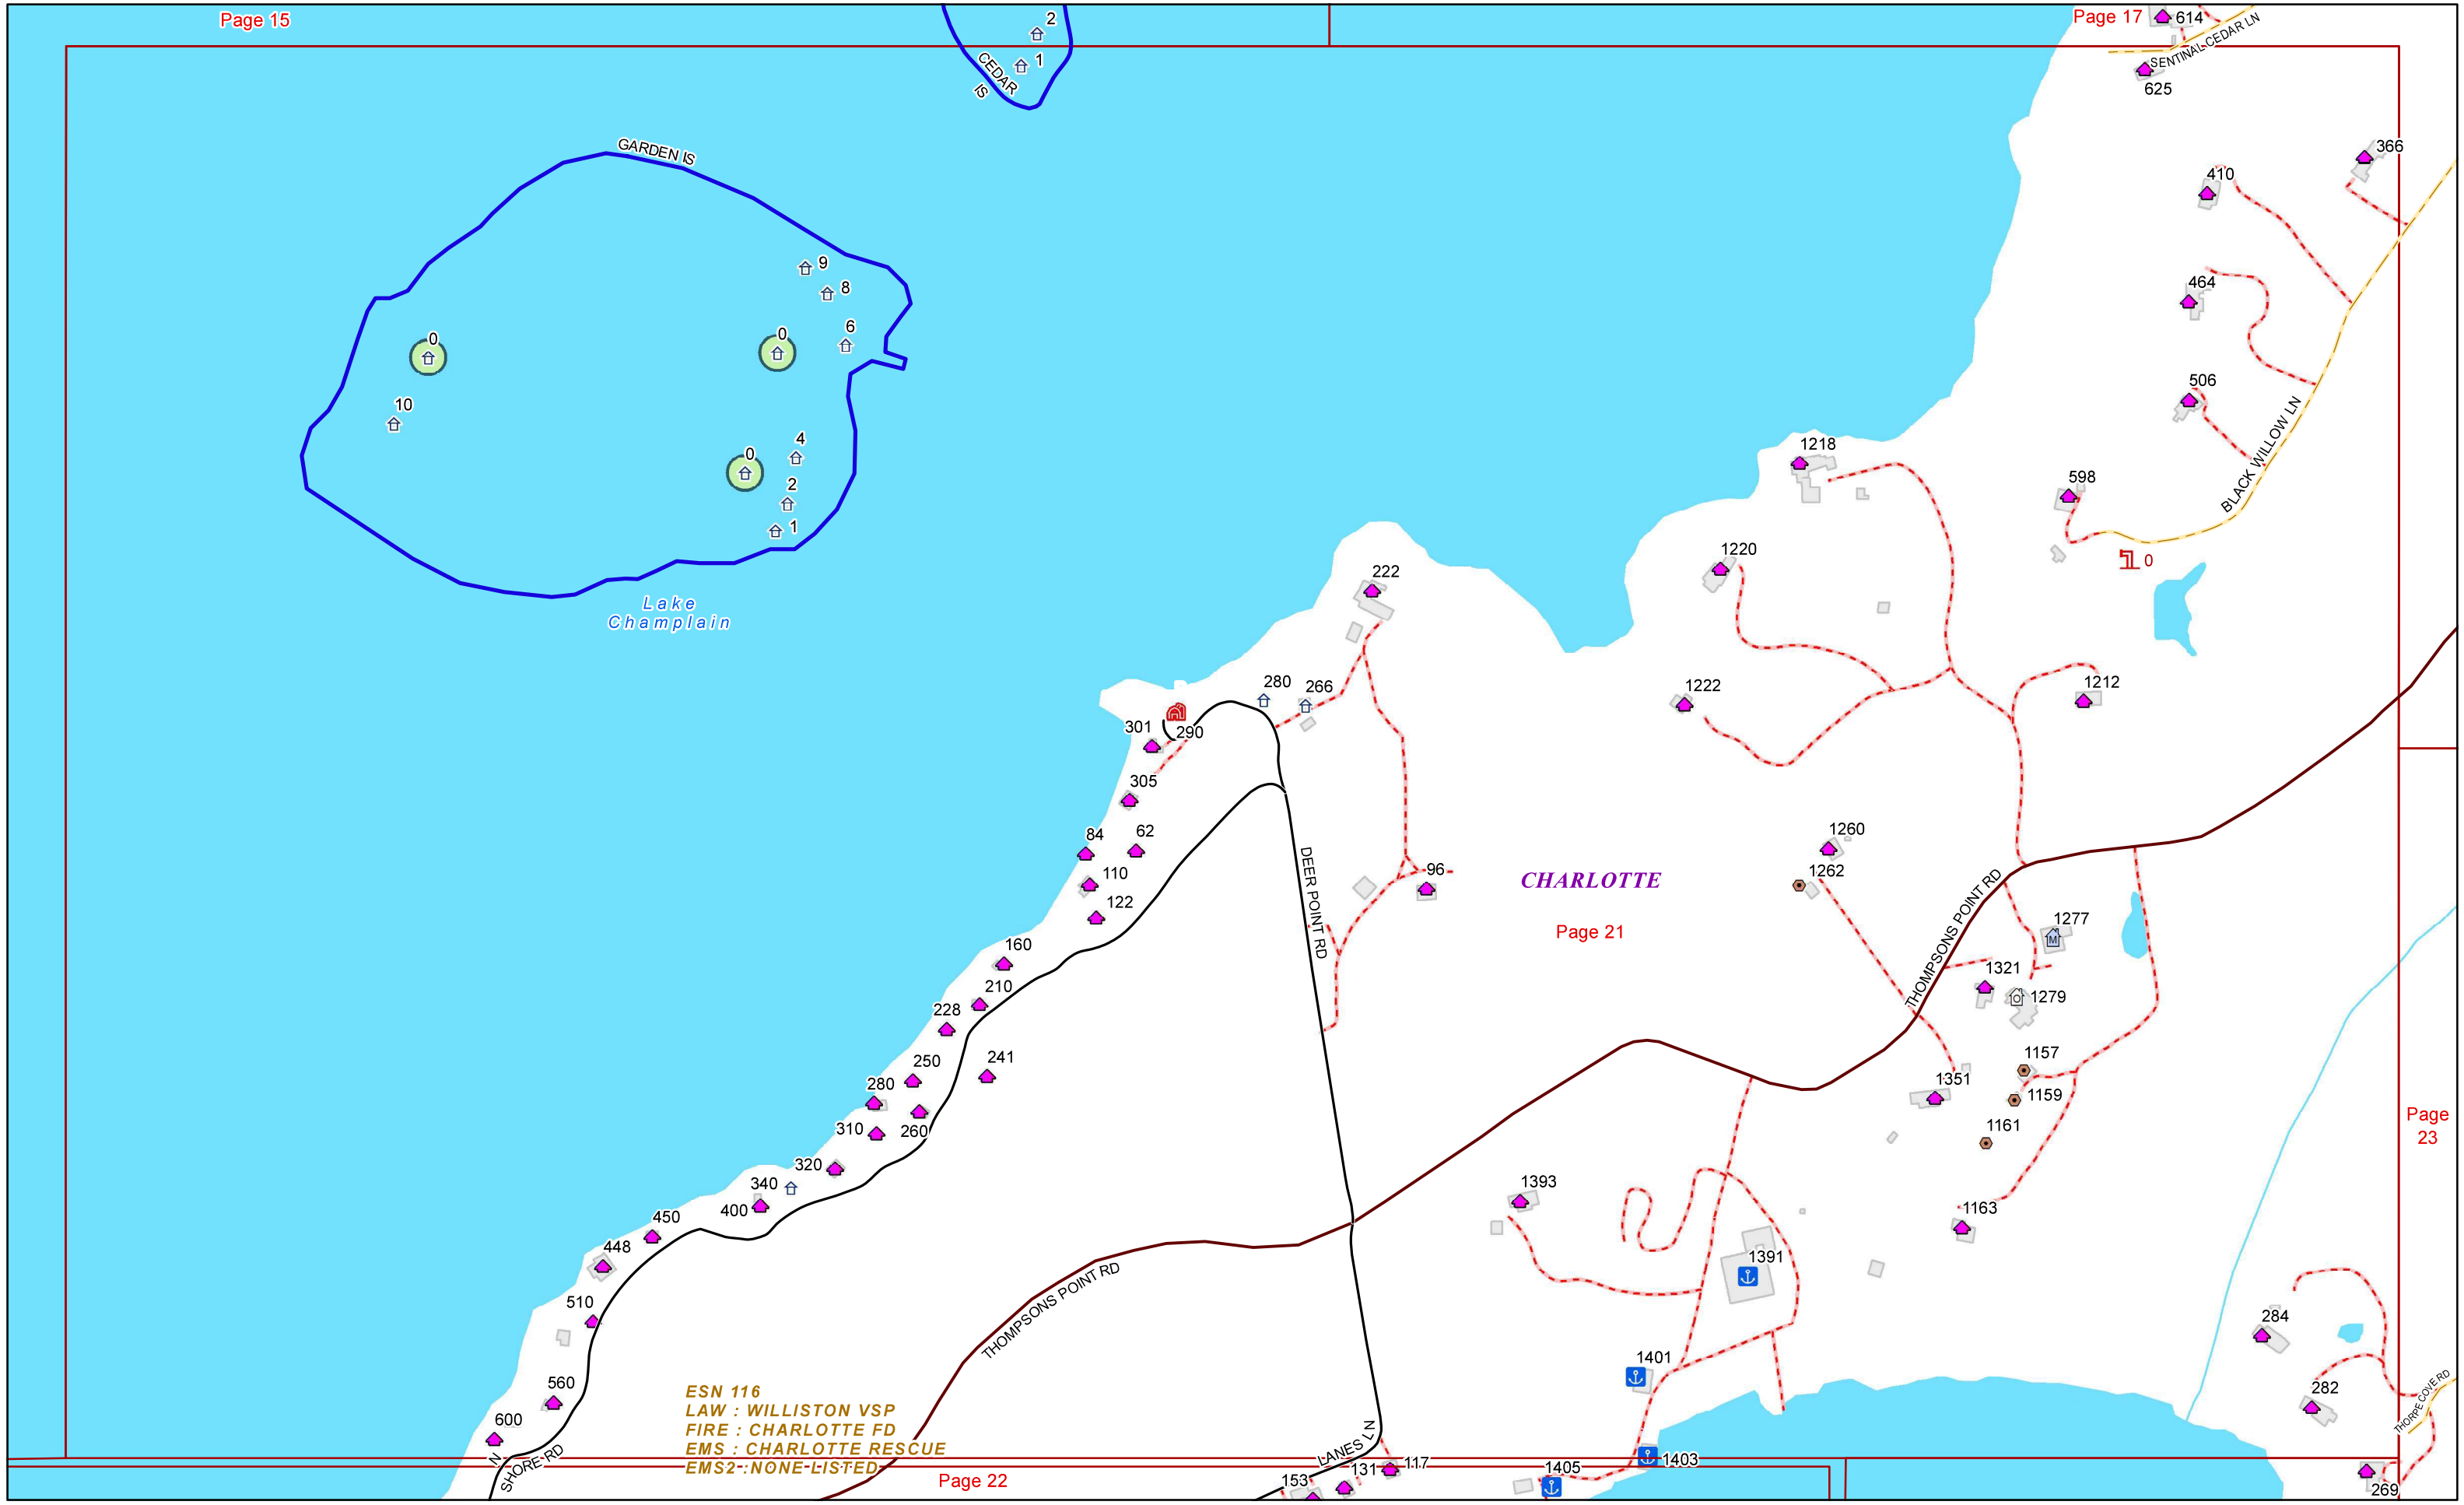 Page 15
2
1
CEDAR
IS
Page 17
614
SENTINAL CEDAR LN
625
GARDEN IS
366
410
9
8
464
6
0
0
506
10
4
0
2
1
BLACK WILLOW LN
1218
598
1220
0
222
Lake
Champlain
280
266
1222
1212
301
290
305
84
62
110
122
DEER POINT RD
96
CHARLOTTE
Page 21
1260
1262
THOMPSONS POINT RD
1277
160
210
228
1321
1279
250
241
280
1157
1351
1159
Page
23
310
260
1161
320
340
400
1393
1163
450
448
1391
THOMPSONS POINT RD
510
284
1401
560
282
THORPE COVE RD
ESN 116
LAW : WILLISTON VSP
FIRE : CHARLOTTE FD
EMS : CHARLOTTE RESCUE
EMS2 :NONE LISTED
600
N
SHORE RD
LANES LN
117
131
153
1403
1405
Page 22
269